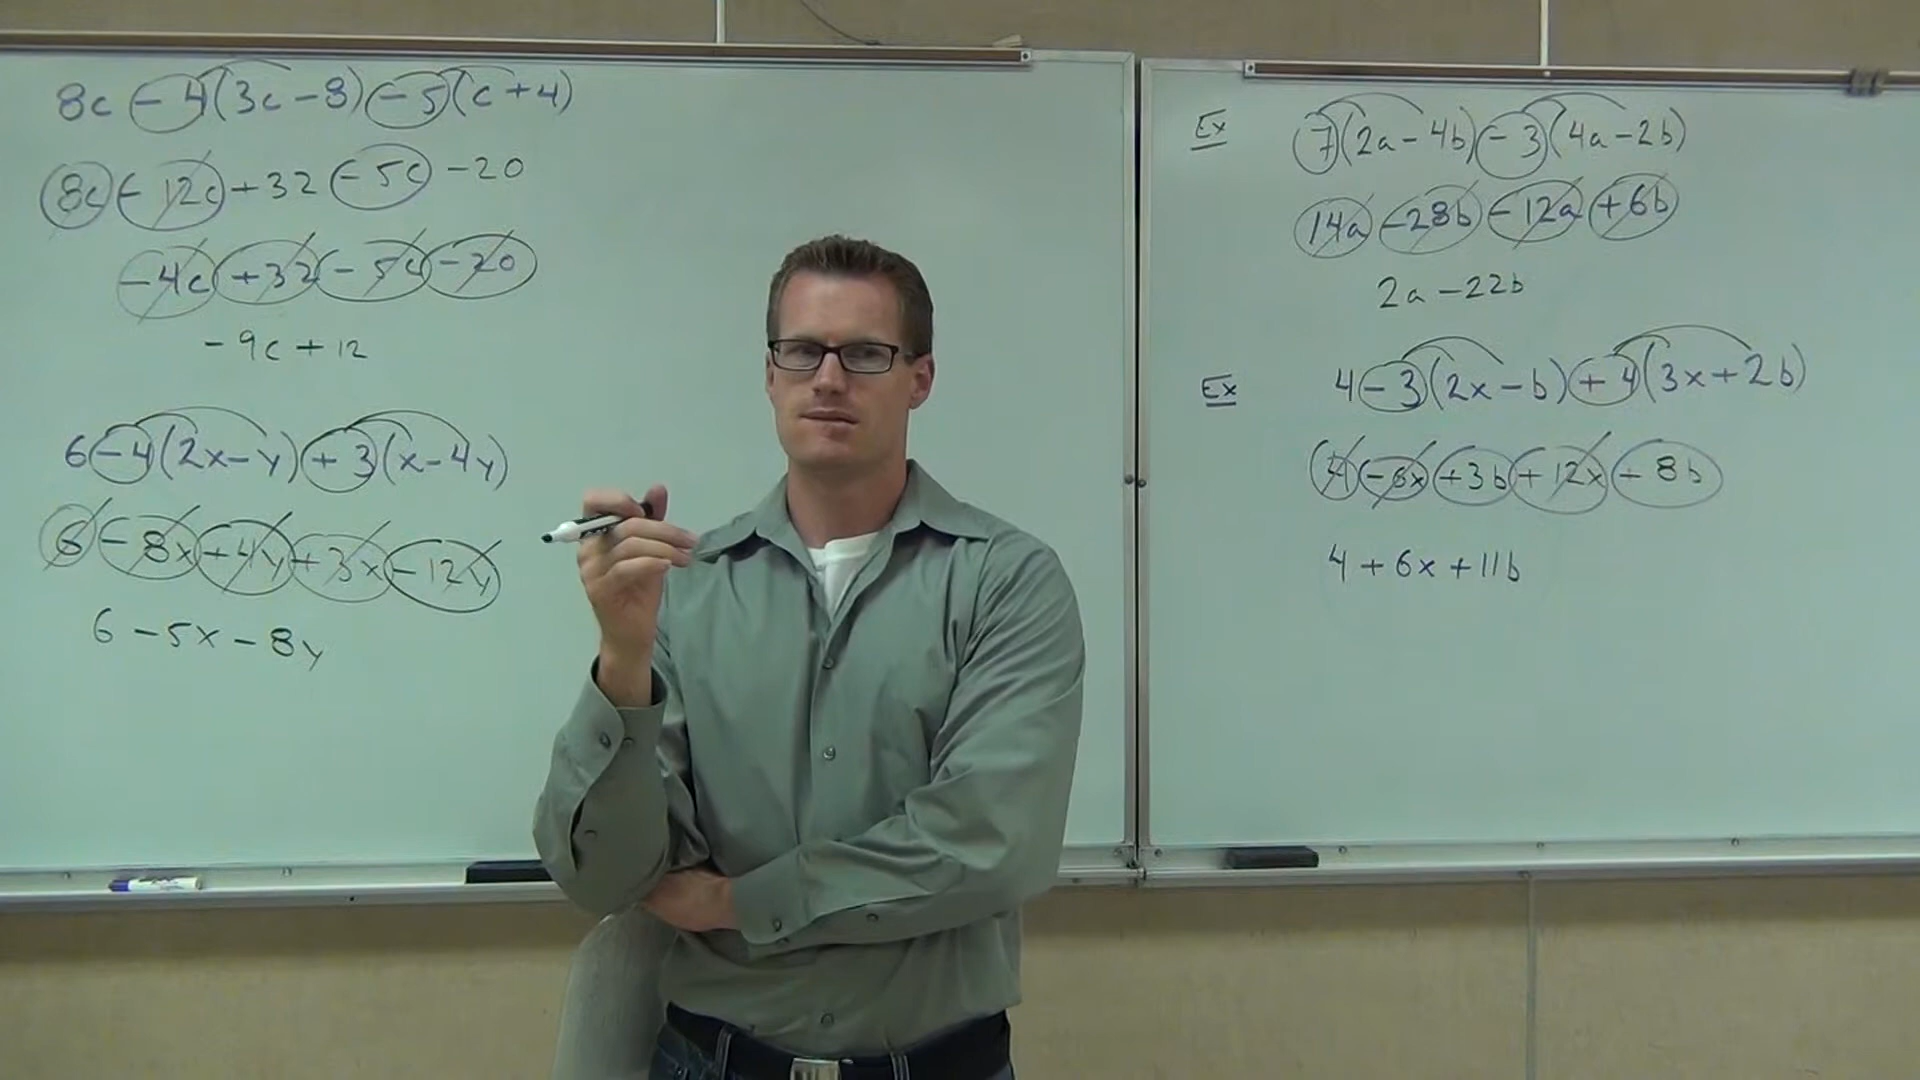 8c - 4(3c - 8) - 5(c + 4)
8c - 12c + 32 - 5c - 20
-4c + 32 - 5c - 20
-9c + 12
6 - 4(2x - y) + 3(x - 4y)
6 - 8x + 4y + 3x - 12y
6 - 5x - 8y
Ex 7(2a - 4b) - 3(4a - 2b)
14a - 28b - 12a + 6b
2a - 22b
Ex 4 - 3(2x - b) + 4(3x + 2b)
4 - 6x + 3b + 12x + 8b
4 + 6x + 11b